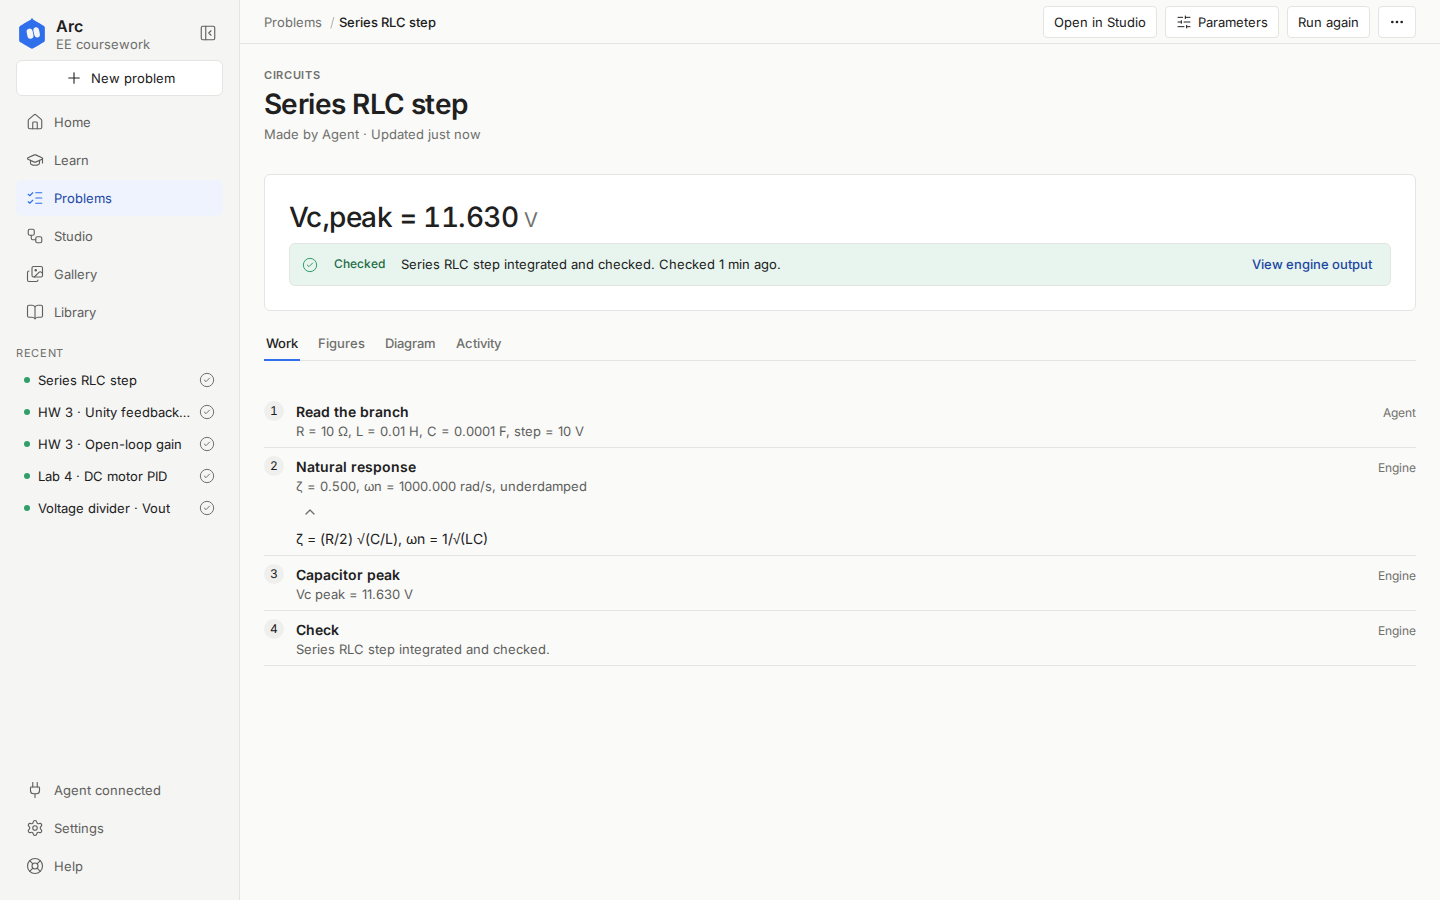 Arc
EE coursework
New problem
Home
Learn
Problems
Studio
Gallery
Library
RECENT
Series RLC step
HW 3 · Unity feedback...
HW 3 · Open-loop gain
Lab 4 · DC motor PID
Voltage divider · Vout
Agent connected
Settings
Help
Problems / Series RLC step
Open in Studio
Parameters
Run again
CIRCUITS
Series RLC step
Made by Agent · Updated just now
Vc,peak = 11.630 V
Checked Series RLC step integrated and checked. Checked 1 min ago. View engine output
Work Figures Diagram Activity
1 Read the branch Agent
R = 10 Ω, L = 0.01 H, C = 0.0001 F, step = 10 V
2 Natural response Engine
ζ = 0.500, ωn = 1000.000 rad/s, underdamped
ζ = (R/2) √(C/L), ωn = 1/√(LC)
3 Capacitor peak Engine
Vc peak = 11.630 V
4 Check Engine
Series RLC step integrated and checked.